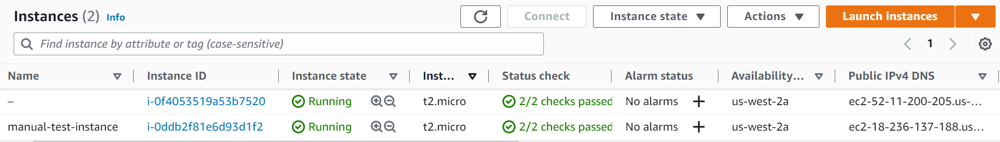 Instances (2) Info Connect Instance state Actions Launch instances
Find instance by attribute or tag (case-sensitive) 1
Name Instance ID Instance state Inst... Status check Alarm status Availability... Public IPv4 DNS
– i-0f4053519a53b7520 Running t2.micro 2/2 checks passed No alarms + us-west-2a ec2-52-11-200-205.us-...
manual-test-instance i-0ddb2f81e6d93d1f2 Running t2.micro 2/2 checks passed No alarms + us-west-2a ec2-18-236-137-188.us...